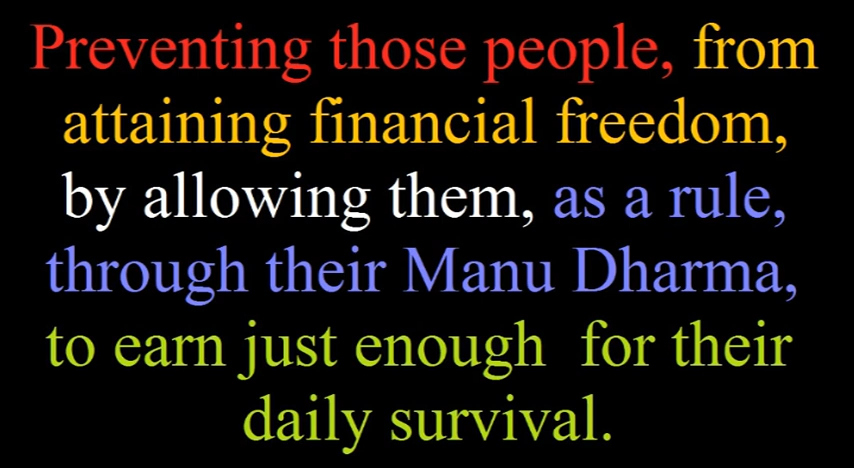 Preventing those people, from
attaining financial freedom,
by allowing them, as a rule,
through their Manu Dharma,
to earn just enough  for their
daily survival.